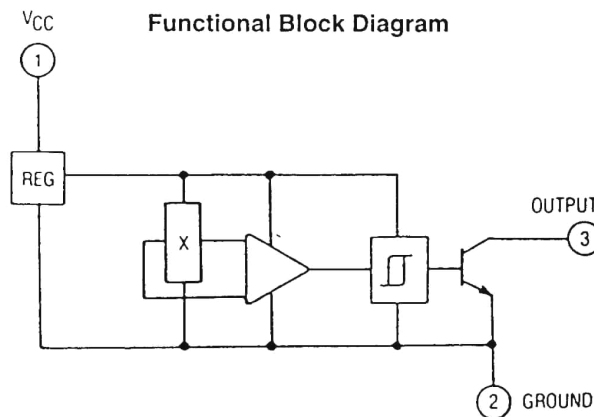 Functional Block Diagram
VCC
1
REG
X
OUTPUT
3
2 GROUND